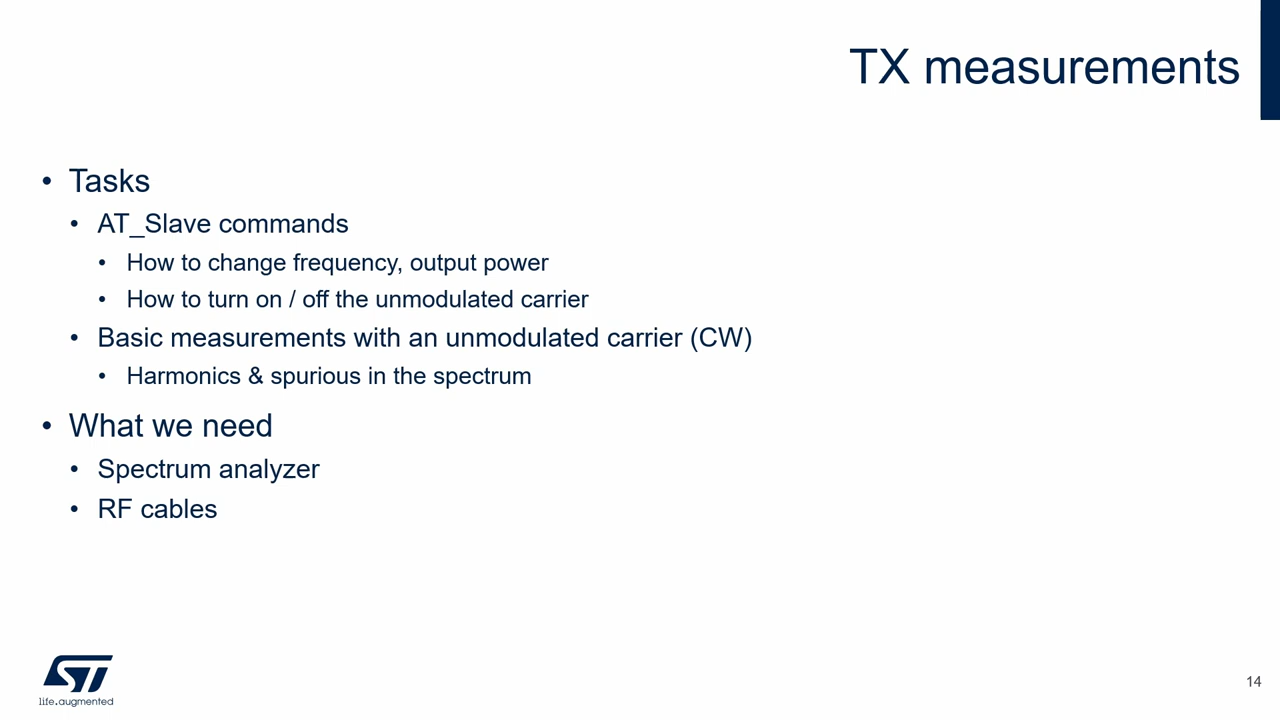 TX measurements
• Tasks
• AT_Slave commands
• How to change frequency, output power
• How to turn on / off the unmodulated carrier
• Basic measurements with an unmodulated carrier (CW)
• Harmonics & spurious in the spectrum
• What we need
• Spectrum analyzer
• RF cables
ST
life.augmented
14